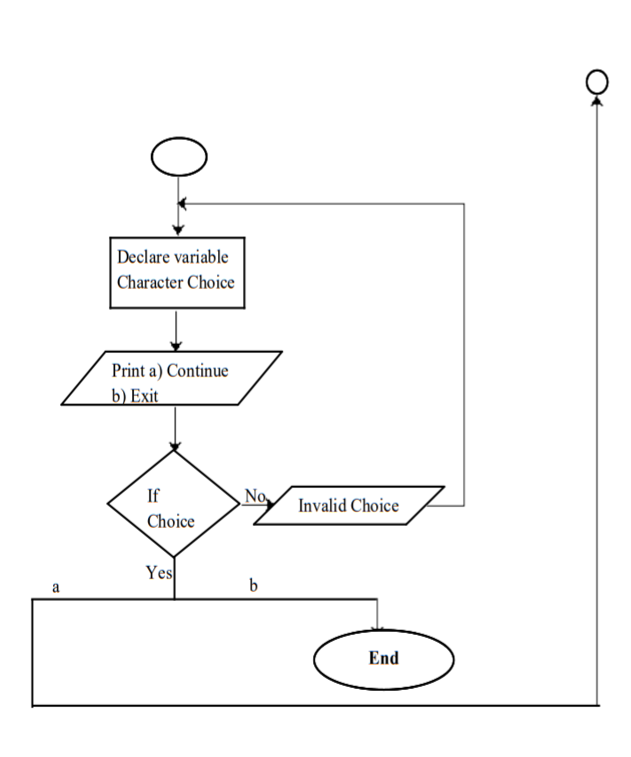 Declare variable
Character Choice
Print a) Continue
b) Exit
If
Choice
No
Invalid Choice
Yes
a
b
End